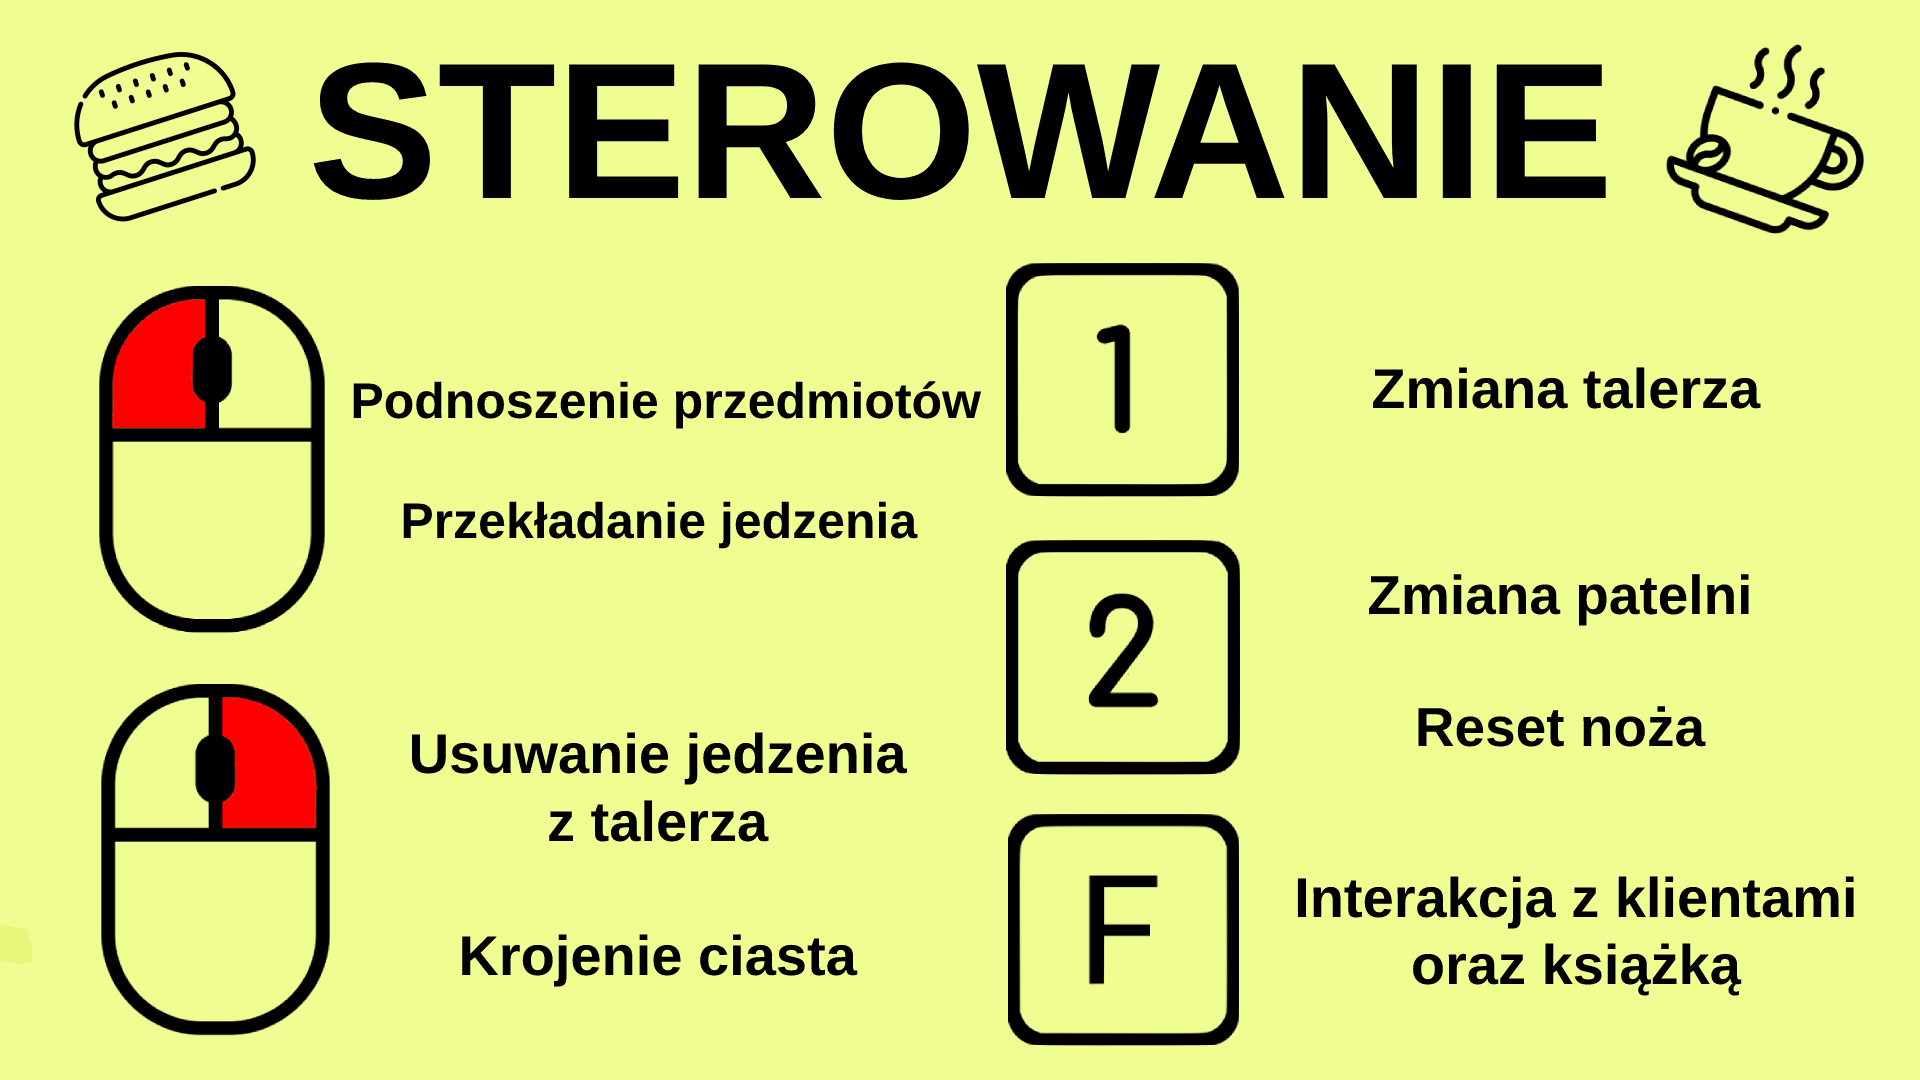 STEROWANIE
Podnoszenie przedmiotów
Przekładanie jedzenia
Usuwanie jedzenia
z talerza
Krojenie ciasta
1
Zmiana talerza
2
Zmiana patelni
Reset noża
F
Interakcja z klientami
oraz książką